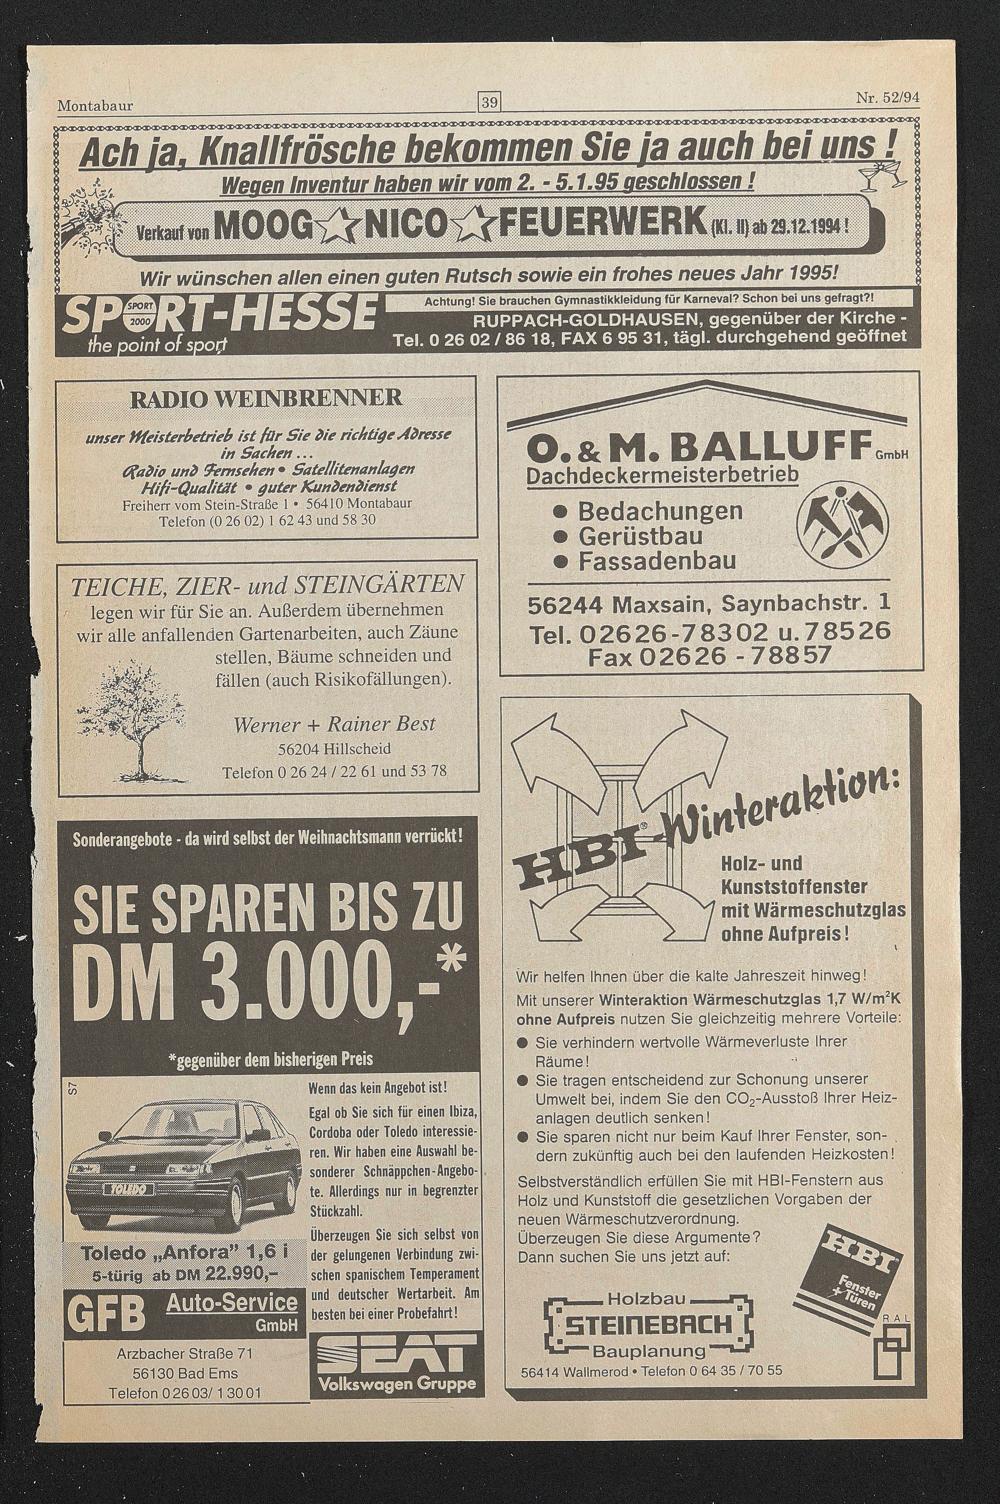 Montabaur
39
Nr. 52/94
Ach ja, Knallfrösche bekommen Sie ja auch bei uns !
Wegen Inventur haben wir vom 2. - 5.1.95 geschlossen !
Verkauf von MOOG NICO FEUERWERK (Kl. II) ab 29.12.1994 !
Wir wünschen allen einen guten Rutsch sowie ein frohes neues Jahr 1995!
SPORT-HESSE
SPORT
2000
the point of sport
Achtung! Sie brauchen Gymnastikkleidung für Karneval? Schon bei uns gefragt?!
RUPPACH-GOLDHAUSEN, gegenüber der Kirche -
Tel. 0 26 02 / 86 18, FAX 6 95 31, tägl. durchgehend geöffnet
RADIO WEINBRENNER
unser Meisterbetrieb ist für Sie die richtige Adresse
in Sachen ...
Radio und Fernsehen • Satellitenanlagen
Hifi-Qualität • guter Kundendienst
Freiherr vom Stein-Straße 1 • 56410 Montabaur
Telefon (0 26 02) 1 62 43 und 58 30
TEICHE, ZIER- und STEINGÄRTEN
legen wir für Sie an. Außerdem übernehmen
wir alle anfallenden Gartenarbeiten, auch Zäune
stellen, Bäume schneiden und
fällen (auch Risikofällungen).
Werner + Rainer Best
56204 Hillscheid
Telefon 0 26 24 / 22 61 und 53 78
Sonderangebote - da wird selbst der Weihnachtsmann verrückt!
SIE SPAREN BIS ZU
DM 3.000,-*
*gegenüber dem bisherigen Preis
S7
TOLEDO
Toledo „Anfora” 1,6 i
5-türig ab DM 22.990,–
GFB Auto-Service
GmbH
Arzbacher Straße 71
56130 Bad Ems
Telefon 0 26 03/ 1 30 01
Wenn das kein Angebot ist!
Egal ob Sie sich für einen Ibiza,
Cordoba oder Toledo interessie-
ren. Wir haben eine Auswahl be-
sonderer Schnäppchen-Angebo-
te. Allerdings nur in begrenzter
Stückzahl.
Überzeugen Sie sich selbst von
der gelungenen Verbindung zwi-
schen spanischem Temperament
und deutscher Wertarbeit. Am
besten bei einer Probefahrt!
SEAT
Volkswagen Gruppe
O. & M. BALLUFF GmbH
Dachdeckermeisterbetrieb
● Bedachungen
● Gerüstbau
● Fassadenbau
56244 Maxsain, Saynbachstr. 1
Tel. 02626-78302 u. 78526
Fax 02626 - 78857
HBI® Winteraktion:
Holz- und
Kunststoffenster
mit Wärmeschutzglas
ohne Aufpreis!
Wir helfen Ihnen über die kalte Jahreszeit hinweg!
Mit unserer Winteraktion Wärmeschutzglas 1,7 W/m²K
ohne Aufpreis nutzen Sie gleichzeitig mehrere Vorteile:
● Sie verhindern wertvolle Wärmeverluste Ihrer
Räume!
● Sie tragen entscheidend zur Schonung unserer
Umwelt bei, indem Sie den CO₂-Ausstoß Ihrer Heiz-
anlagen deutlich senken!
● Sie sparen nicht nur beim Kauf Ihrer Fenster, son-
dern zukünftig auch bei den laufenden Heizkosten!
Selbstverständlich erfüllen Sie mit HBI-Fenstern aus
Holz und Kunststoff die gesetzlichen Vorgaben der
neuen Wärmeschutzverordnung.
Überzeugen Sie diese Argumente?
Dann suchen Sie uns jetzt auf:
Holzbau
STEINEBACH
Bauplanung
56414 Wallmerod • Telefon 0 64 35 / 70 55
HBI
Fenster
+ Türen
RAL